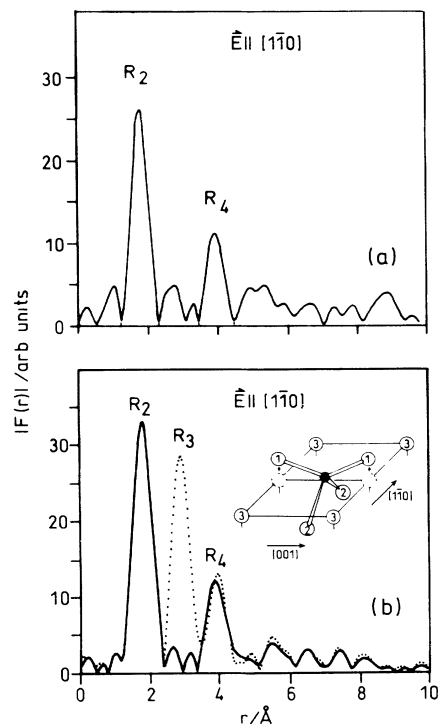 E⃗∥ [11̄0]
R2
R4
30
20
10
0
(a)
|F(r)| /arb units
E⃗∥ [11̄0]
R2
R3
R4
30
20
10
0
3 3
1 1
2
[11̄0]
3 2 3
[001]
(b)
0 2 4 6 8 10
r/Å